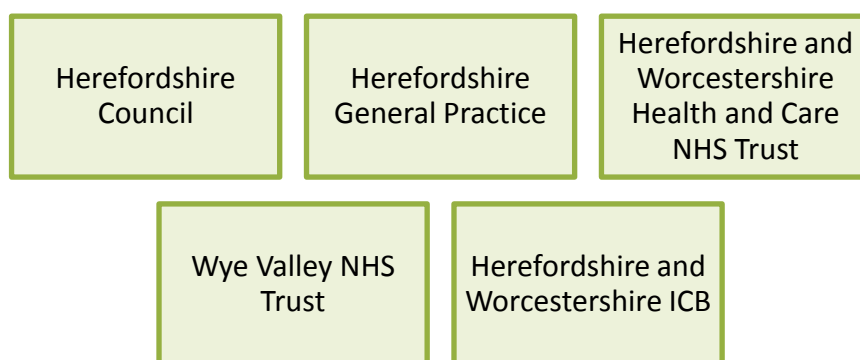 Herefordshire
Council
Herefordshire
General Practice
Herefordshire and
Worcestershire
Health and Care
NHS Trust
Wye Valley NHS
Trust
Herefordshire and
Worcestershire ICB